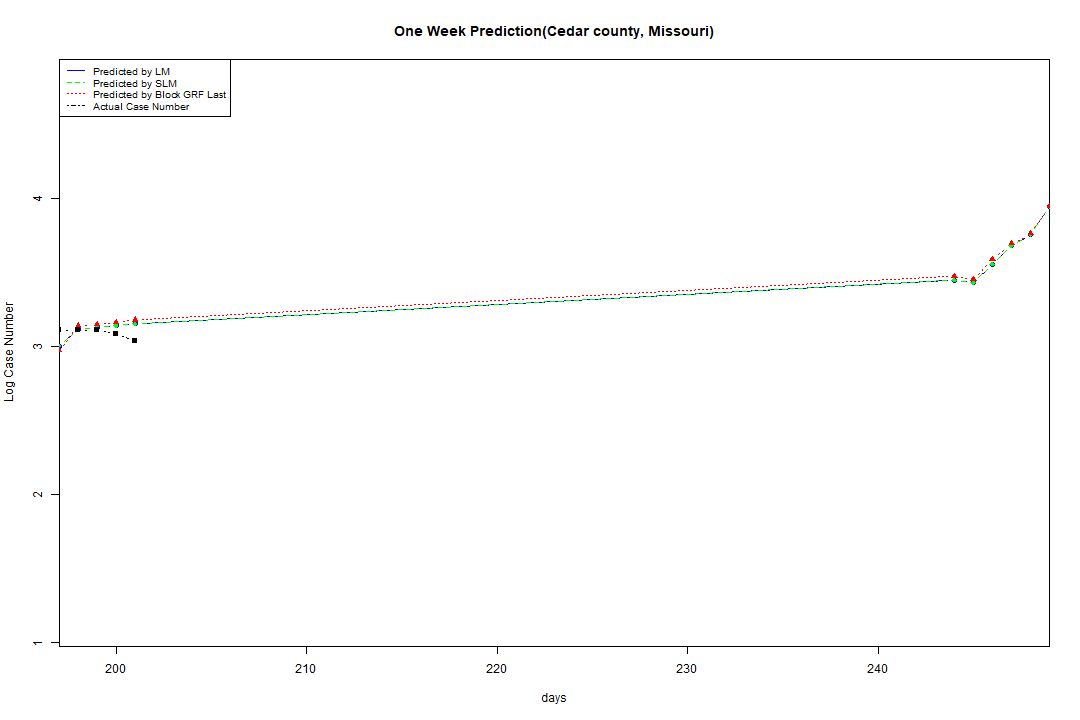 One Week Prediction(Cedar county, Missouri)
Predicted by LM
Predicted by SLM
Predicted by Block GRF Last
Actual Case Number
4
3
2
1
Log Case Number
200 210 220 230 240
days